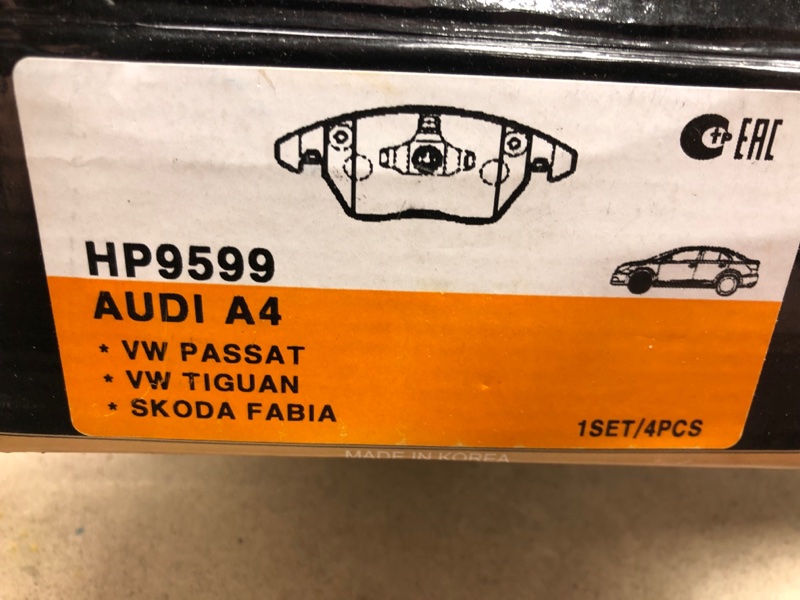 EAC
HP9599
AUDI A4
* VW PASSAT
* VW TIGUAN
* SKODA FABIA
1SET/4PCS
MADE IN KOREA